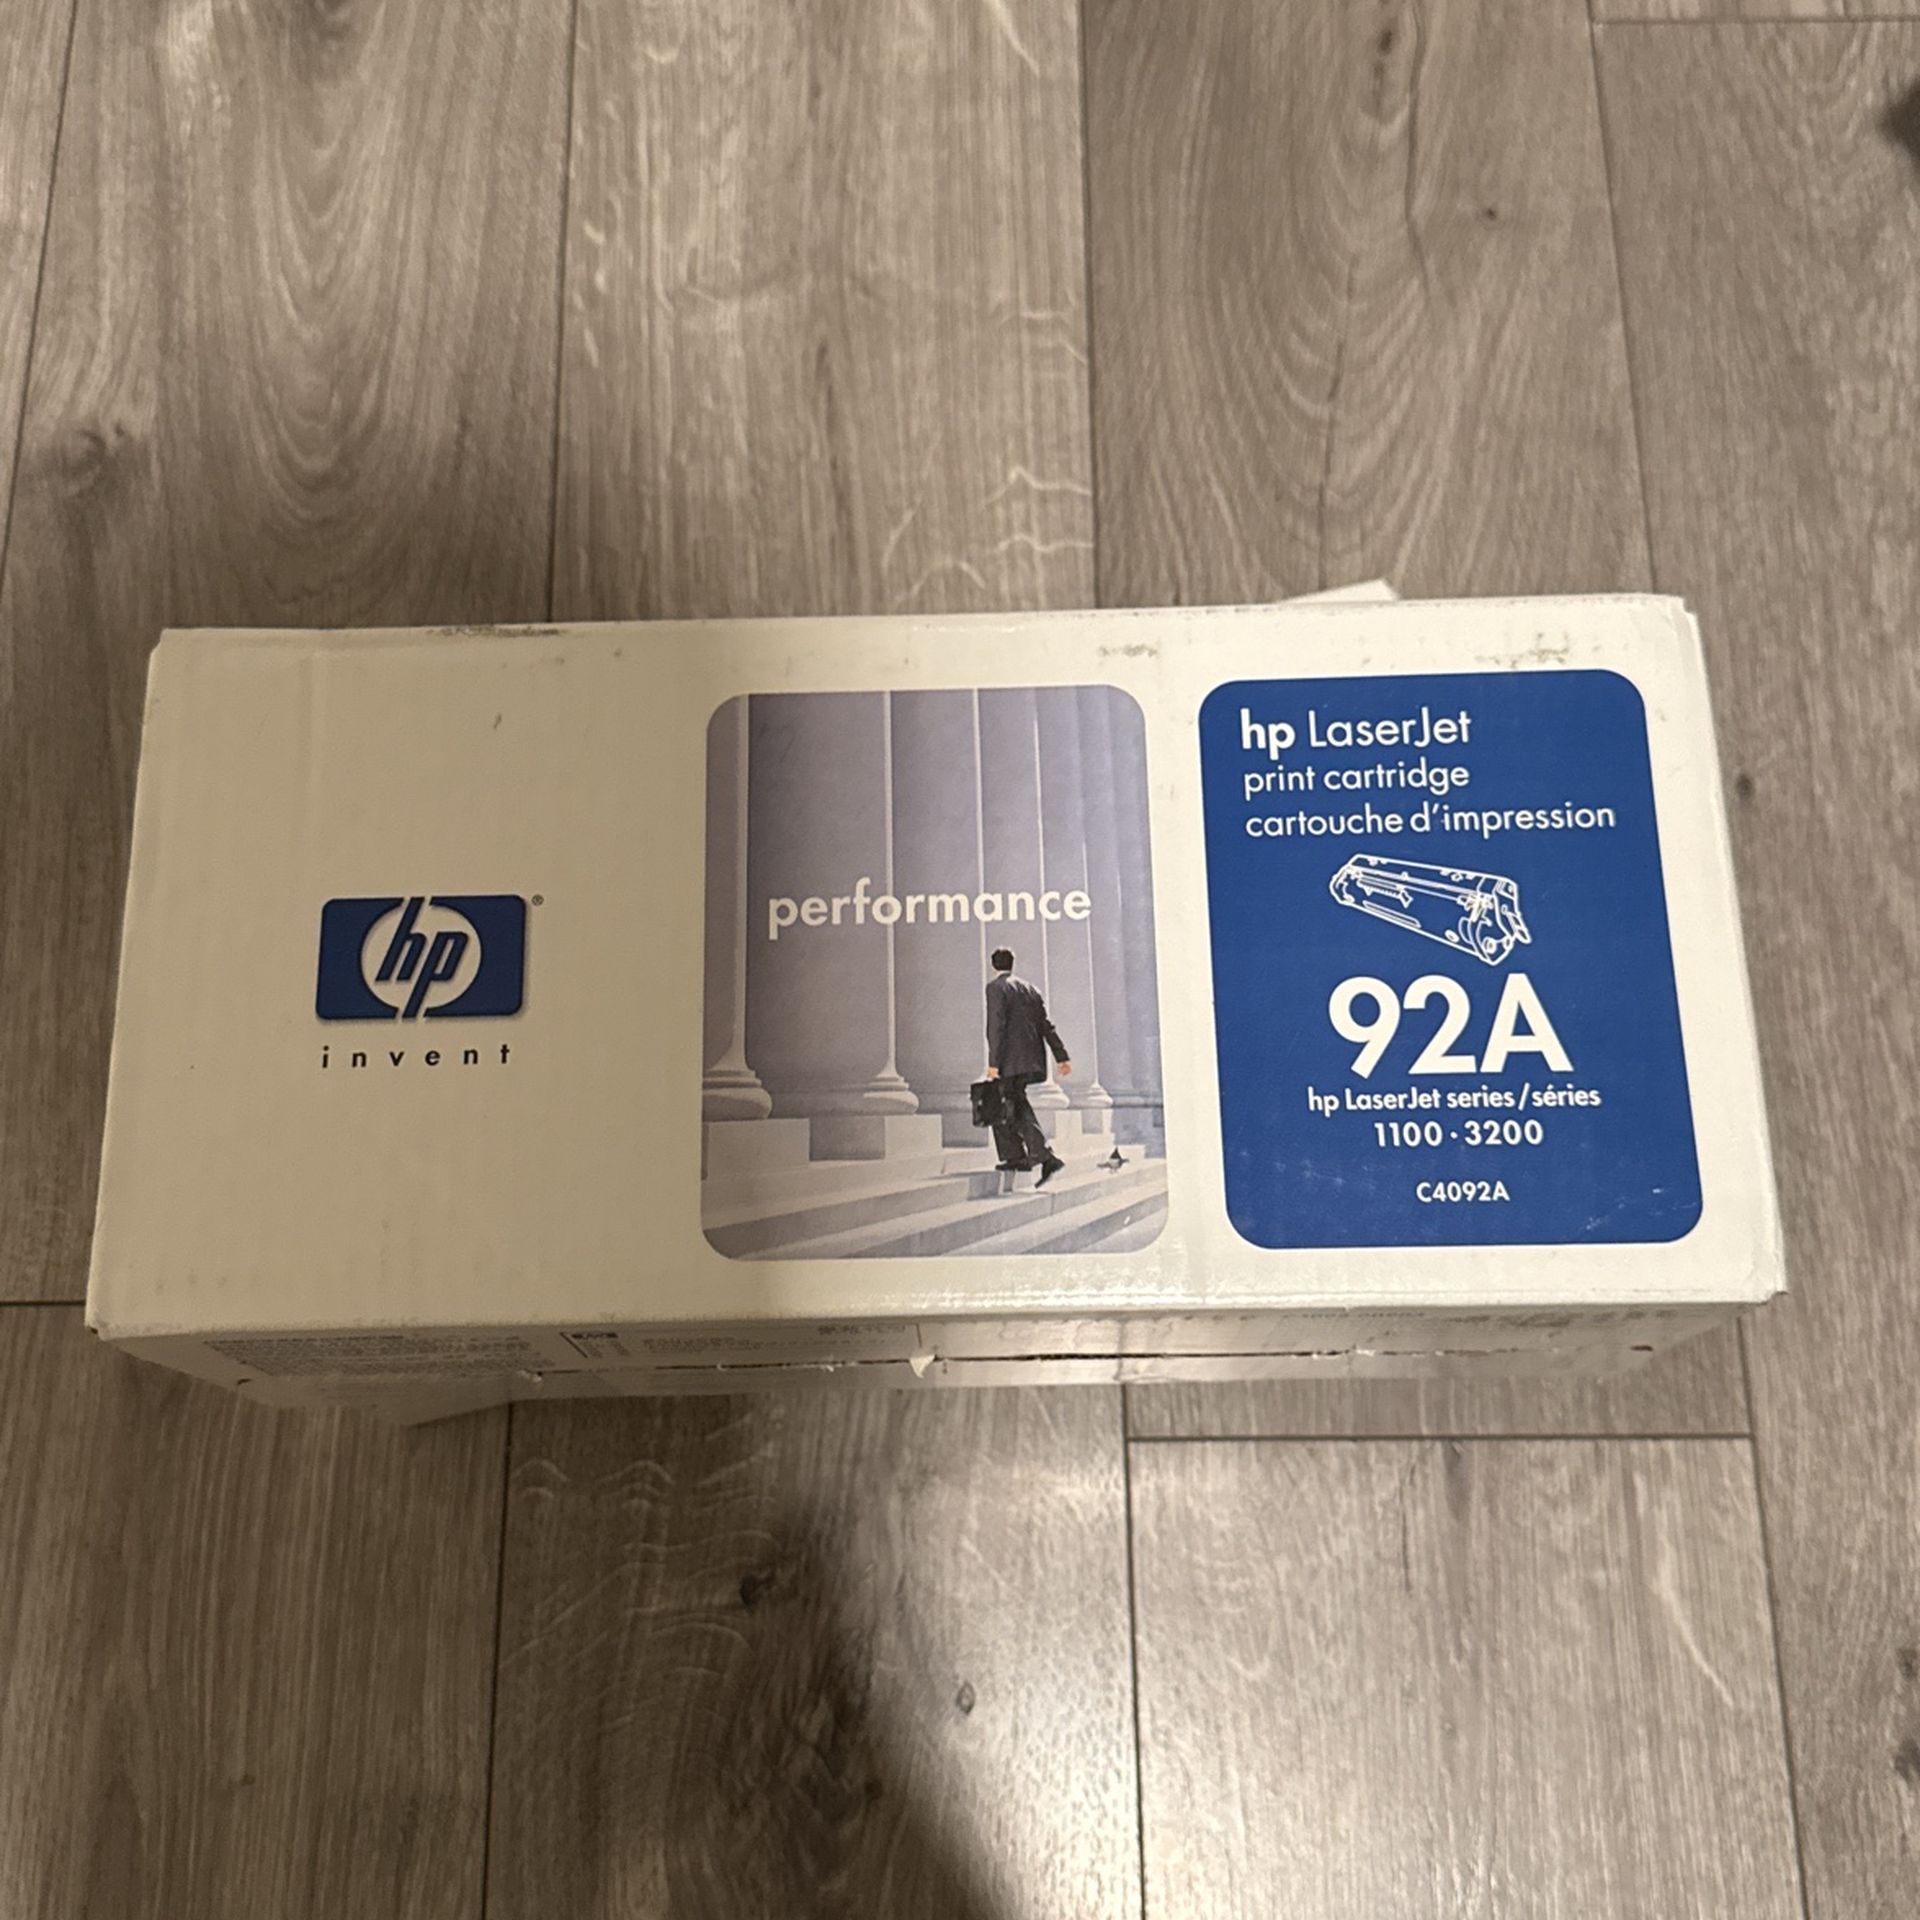 hp
invent
performance
hp LaserJet
print cartridge
cartouche d'impression
92A
hp LaserJet series/séries
1100 · 3200
C4092A